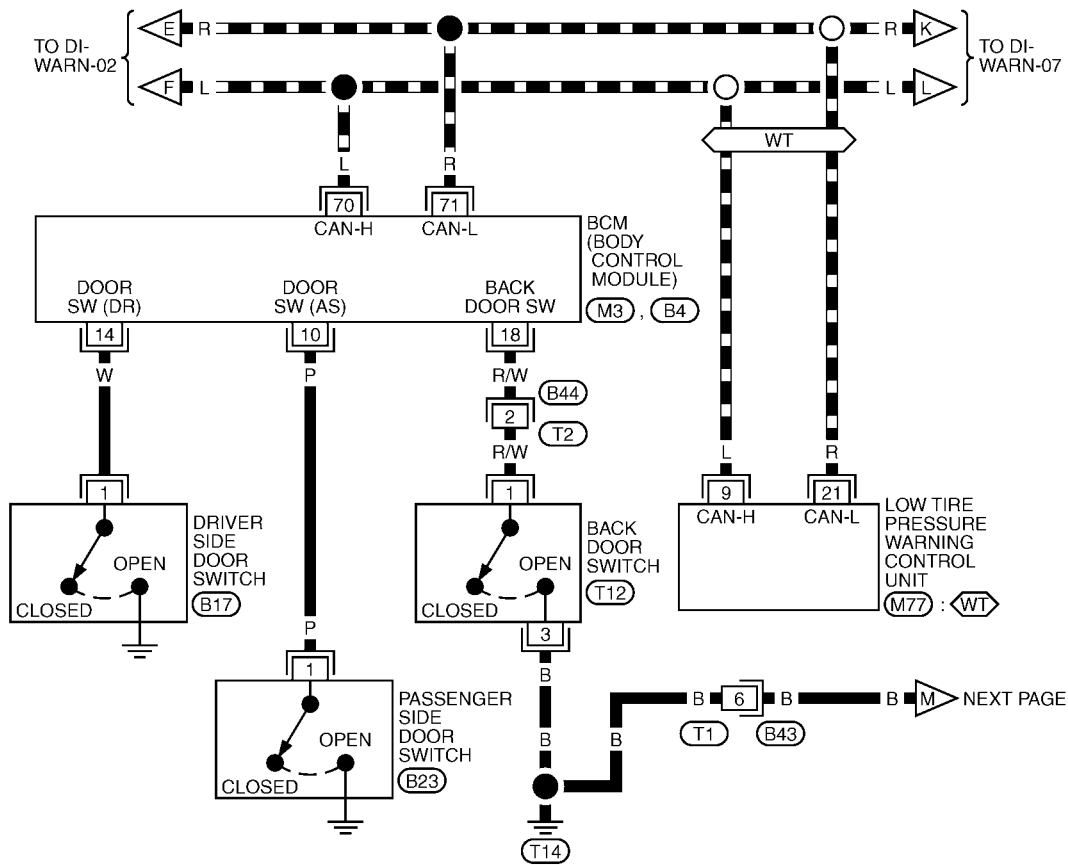 E R R K
TO DI-
WARN-02
TO DI-
WARN-07
F L L L
WT
L R
70 71
CAN-H CAN-L
BCM
(BODY
CONTROL
MODULE)
M3 , B4
DOOR
SW (DR)
DOOR
SW (AS)
BACK
DOOR SW
14 10 18
W P R/W
B44
2
T2
R/W
L R
1 1 9 21
CAN-H CAN-L
DRIVER
SIDE
DOOR
SWITCH
B17
OPEN
CLOSED
BACK
DOOR
SWITCH
T12
OPEN
CLOSED
LOW TIRE
PRESSURE
WARNING
CONTROL
UNIT
M77 : WT
P
3
1
B
PASSENGER
SIDE
DOOR
SWITCH
B23
OPEN
CLOSED
B 6 B B M NEXT PAGE
T1 B43
B B
T14